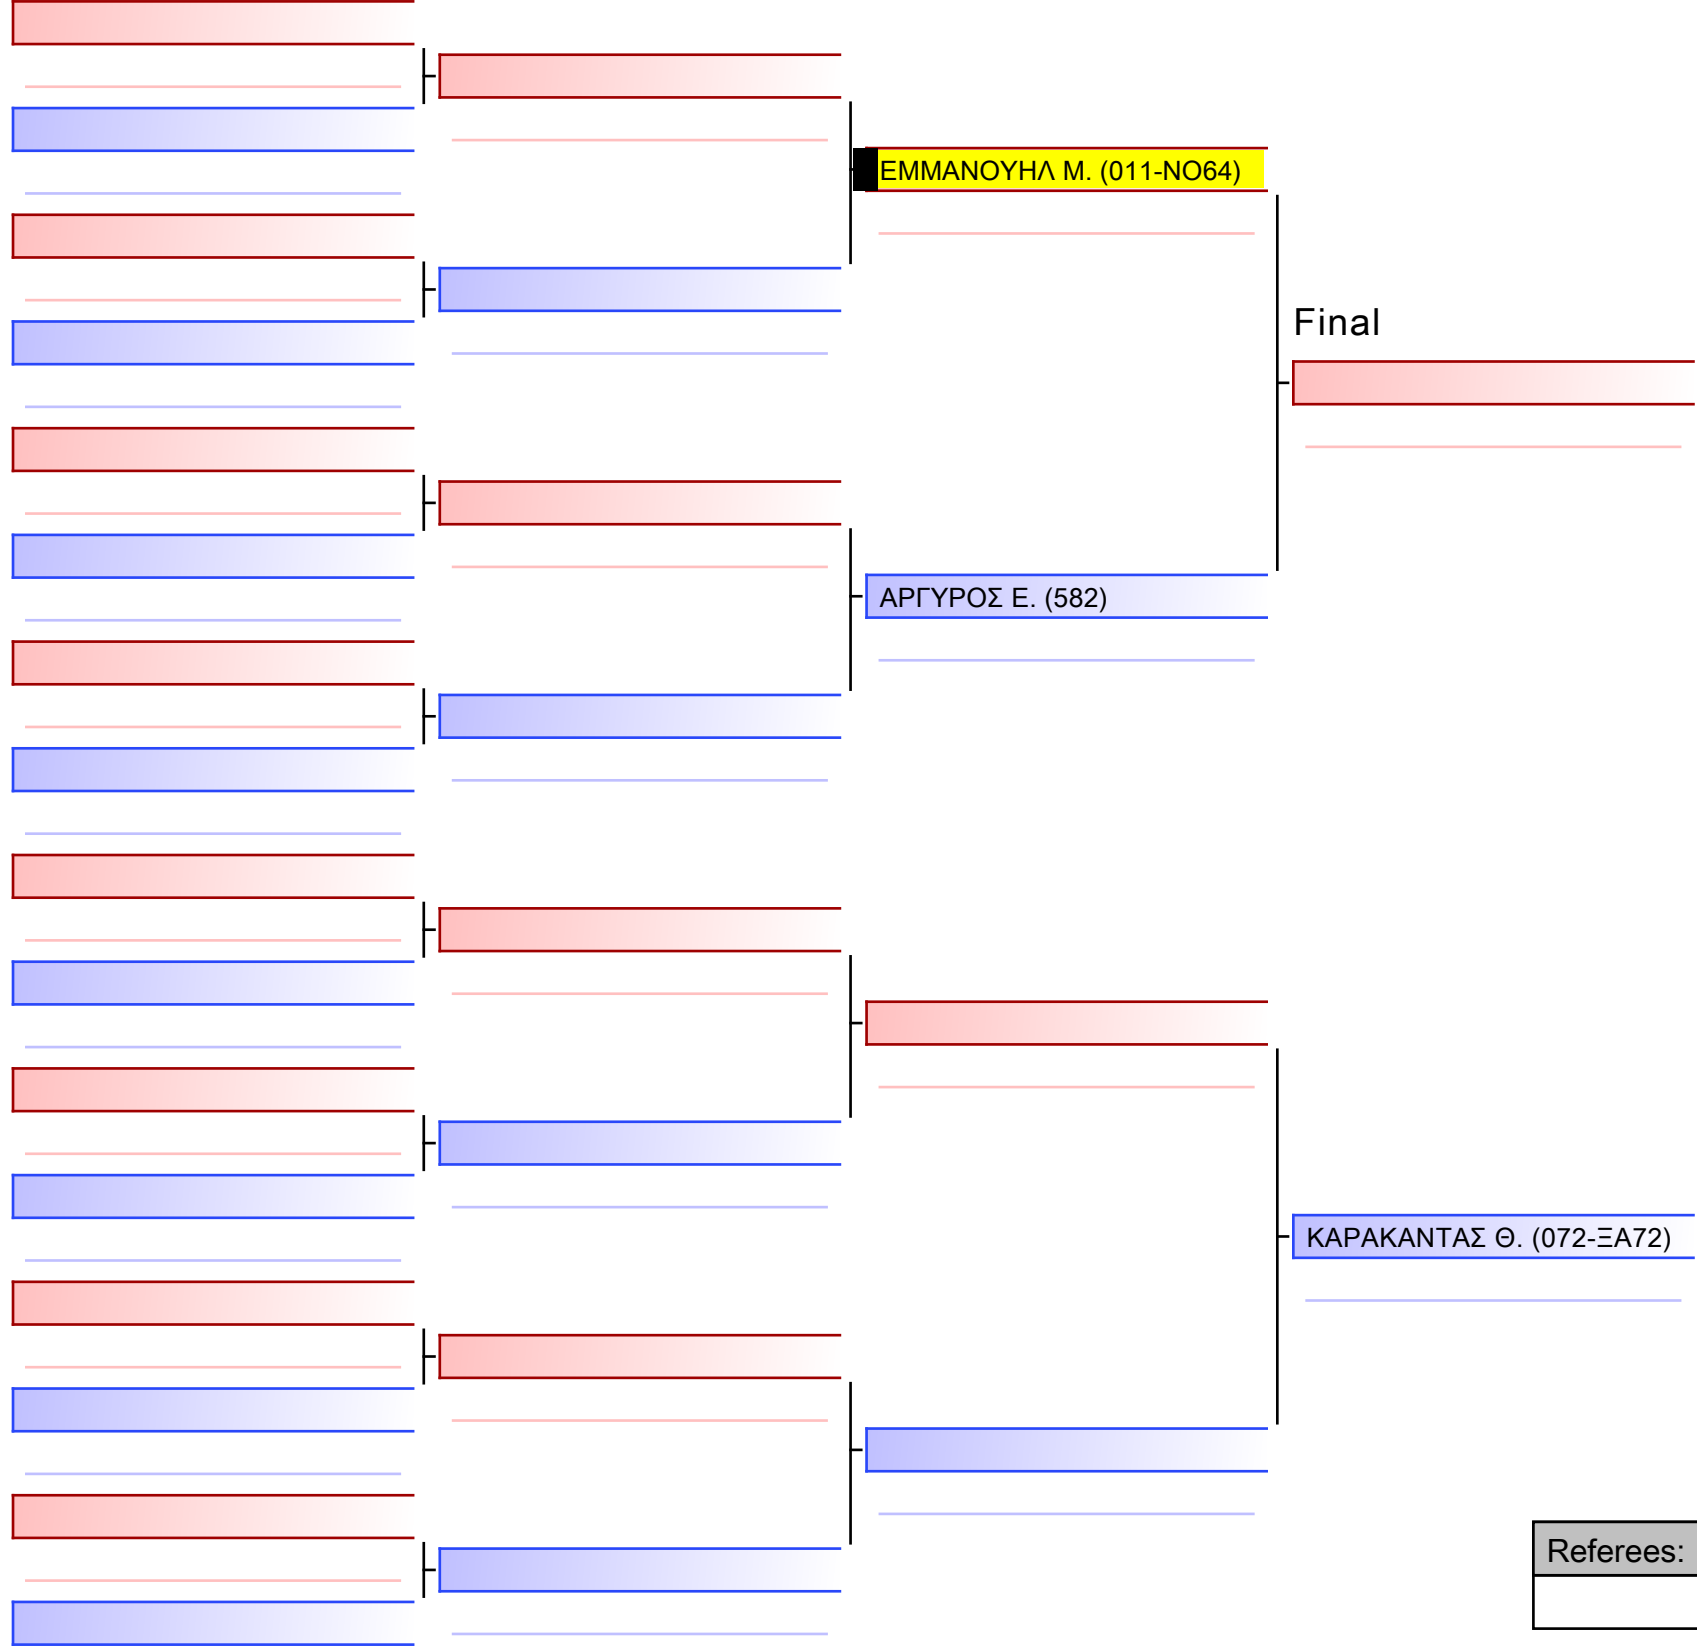 ΕΜΜΑΝΟΥΗΛ Μ. (011-ΝΟ64)
Final
ΑΡΓΥΡΟΣ Ε. (582)
ΚΑΡΑΚΑΝΤΑΣ Θ. (072-ΞΑ72)
Referees: